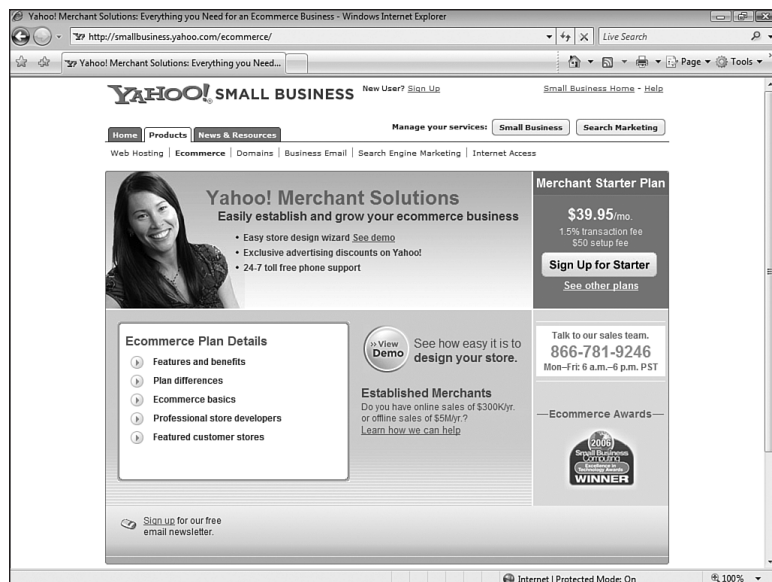 Yahoo! Merchant Solutions: Everything you Need for an Ecommerce Business - Windows Internet Explorer
http://smallbusiness.yahoo.com/ecommerce/
Live Search
Yahoo! Merchant Solutions: Everything you Need...
Page
Tools
YAHOO! SMALL BUSINESS
New User? Sign Up
Small Business Home - Help
Home
Products
News & Resources
Manage your services:
Small Business
Search Marketing
Web Hosting | Ecommerce | Domains | Business Email | Search Engine Marketing | Internet Access
Yahoo! Merchant Solutions
Easily establish and grow your ecommerce business
• Easy store design wizard See demo
• Exclusive advertising discounts on Yahoo!
• 24-7 toll free phone support
Merchant Starter Plan
$39.95/mo.
1.5% transaction fee
$50 setup fee
Sign Up for Starter
See other plans
Ecommerce Plan Details
Features and benefits
Plan differences
Ecommerce basics
Professional store developers
Featured customer stores
» View
Demo
See how easy it is to
design your store.
Established Merchants
Do you have online sales of $300K/yr.
or offline sales of $5M/yr.?
Learn how we can help
Talk to our sales team.
866-781-9246
Mon–Fri: 6 a.m.–6 p.m. PST
Ecommerce Awards
2006
Small Business
Computing
Excellence in
Technology Awards
WINNER
Sign up for our free
email newsletter.
Internet | Protected Mode: On
100%